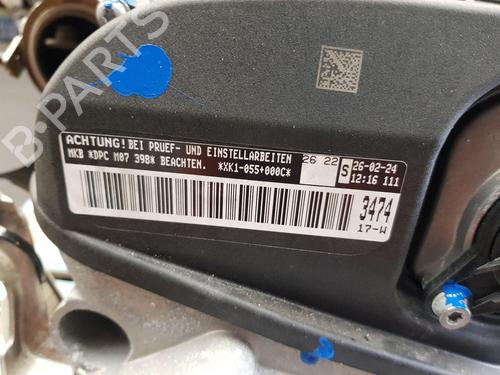 B-PARTS
ACHTUNG! BEI PRUEF- UND EINSTELLARBEITEN 26 22 S 26-02-24
MKB *DPC M07 398* BEACHTEN. *XK1-055+000C* 12:16 111
3474
17-W